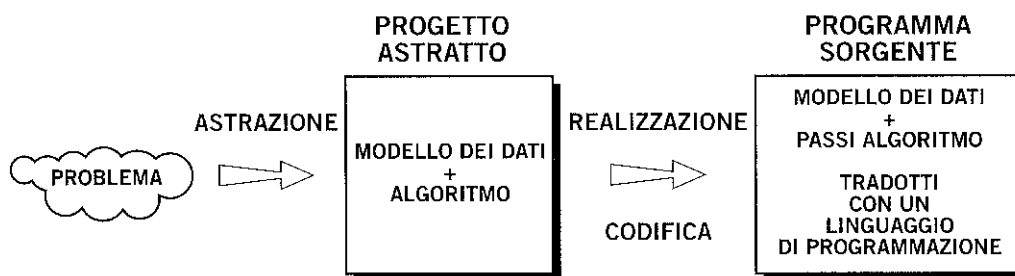 PROBLEMA
ASTRAZIONE
PROGETTO
ASTRATTO
MODELLO DEI DATI
+
ALGORITMO
REALIZZAZIONE
CODIFICA
PROGRAMMA
SORGENTE
MODELLO DEI DATI
+
PASSI ALGORITMO
TRADOTTI
CON UN
LINGUAGGIO
DI PROGRAMMAZIONE